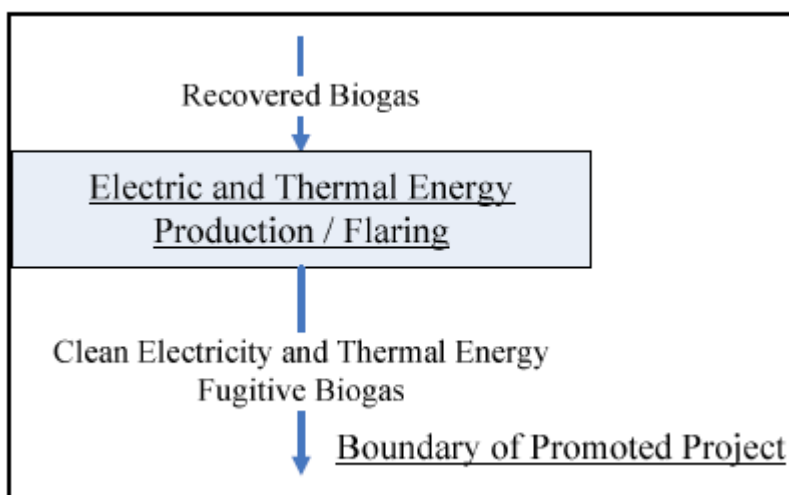 Recovered Biogas
Electric and Thermal Energy
Production / Flaring
Clean Electricity and Thermal Energy
Fugitive Biogas
Boundary of Promoted Project